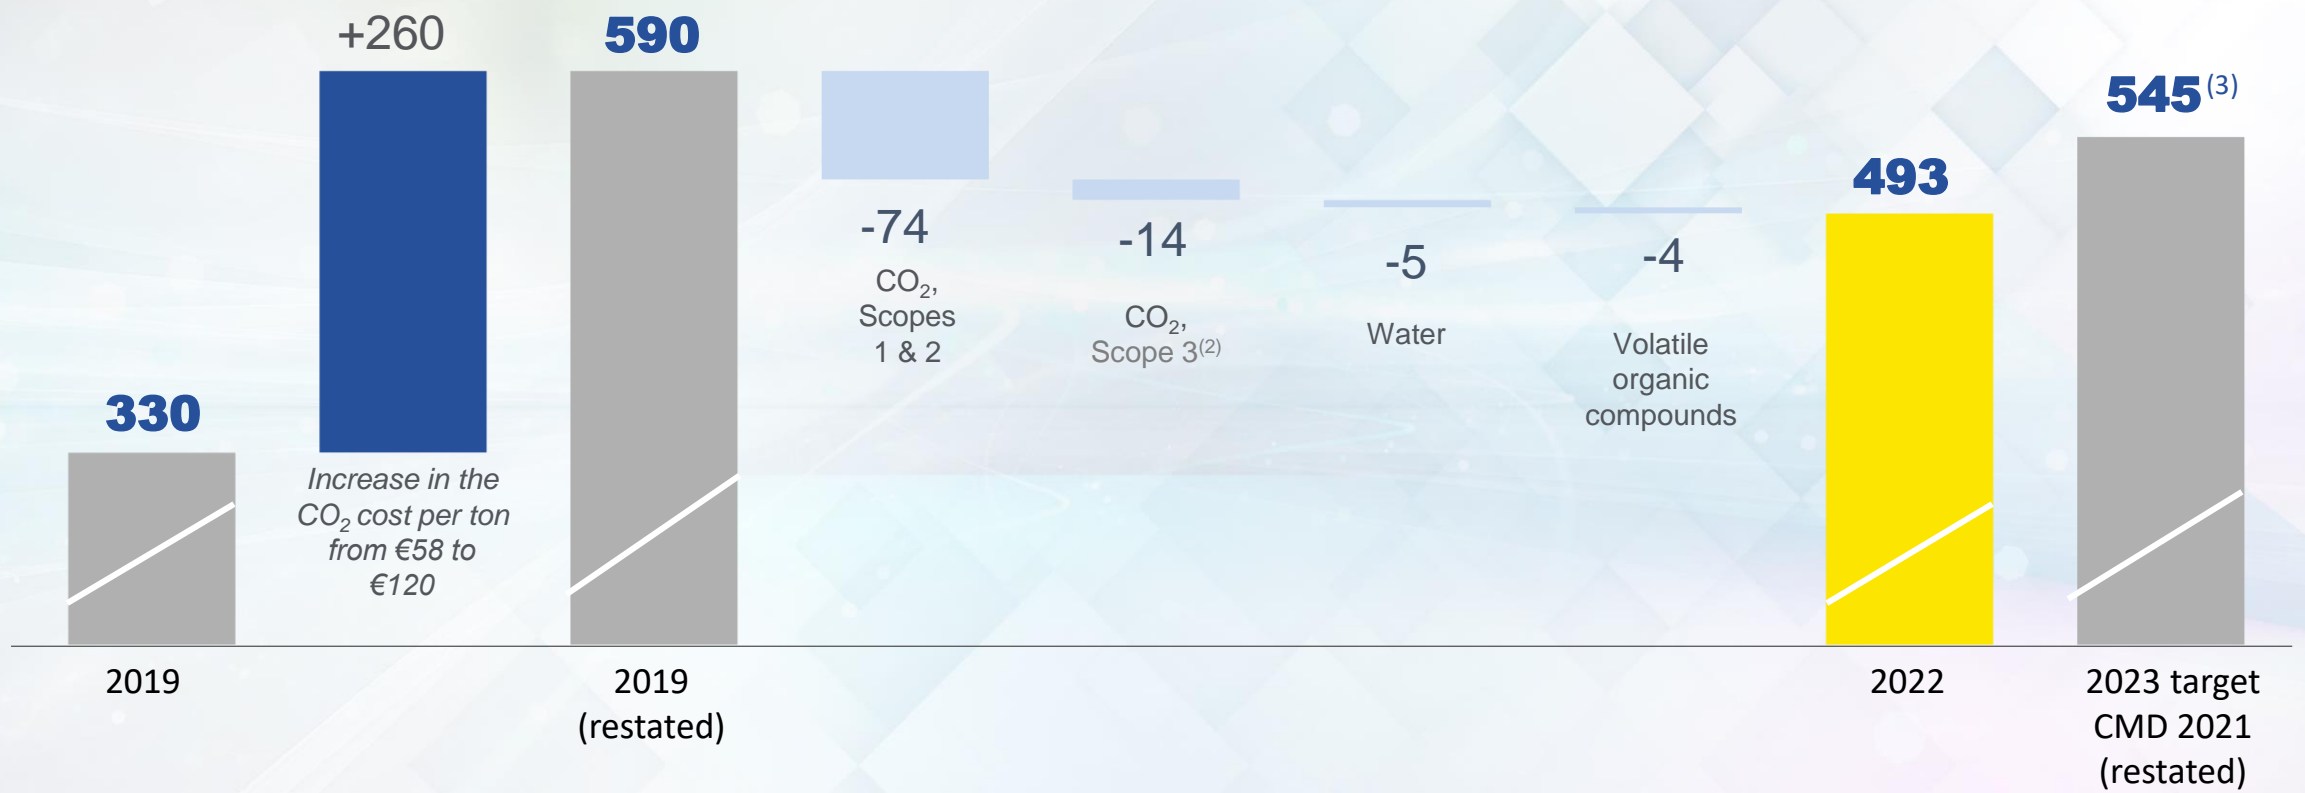 330
2019
+260
Increase in the
CO₂ cost per ton
from €58 to
€120
590
2019
(restated)
-74
CO₂,
Scopes
1 & 2
-14
CO₂,
Scope 3⁽²⁾
-5
Water
-4
Volatile
organic
compounds
493
2022
545⁽³⁾
2023 target
CMD 2021
(restated)